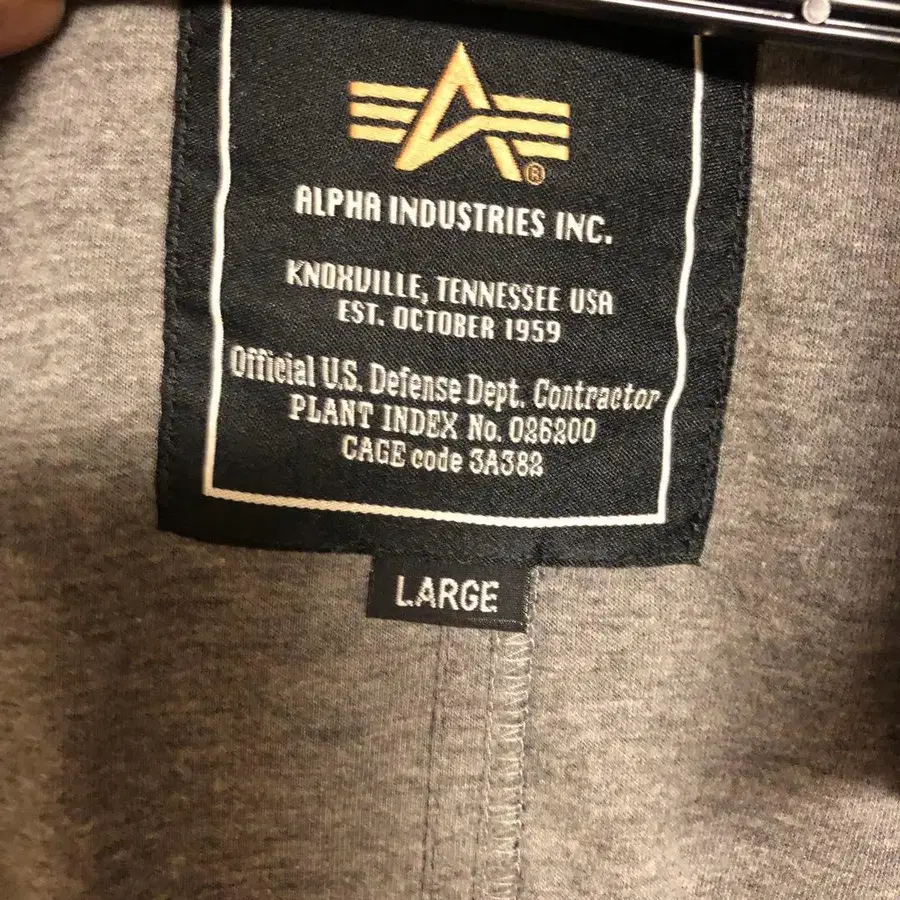 ®
ALPHA INDUSTRIES INC.
KNOXVILLE, TENNESSEE USA
EST. OCTOBER 1959
Official U.S. Defense Dept. Contractor
PLANT INDEX No. 026200
CAGE code 3A382
LARGE